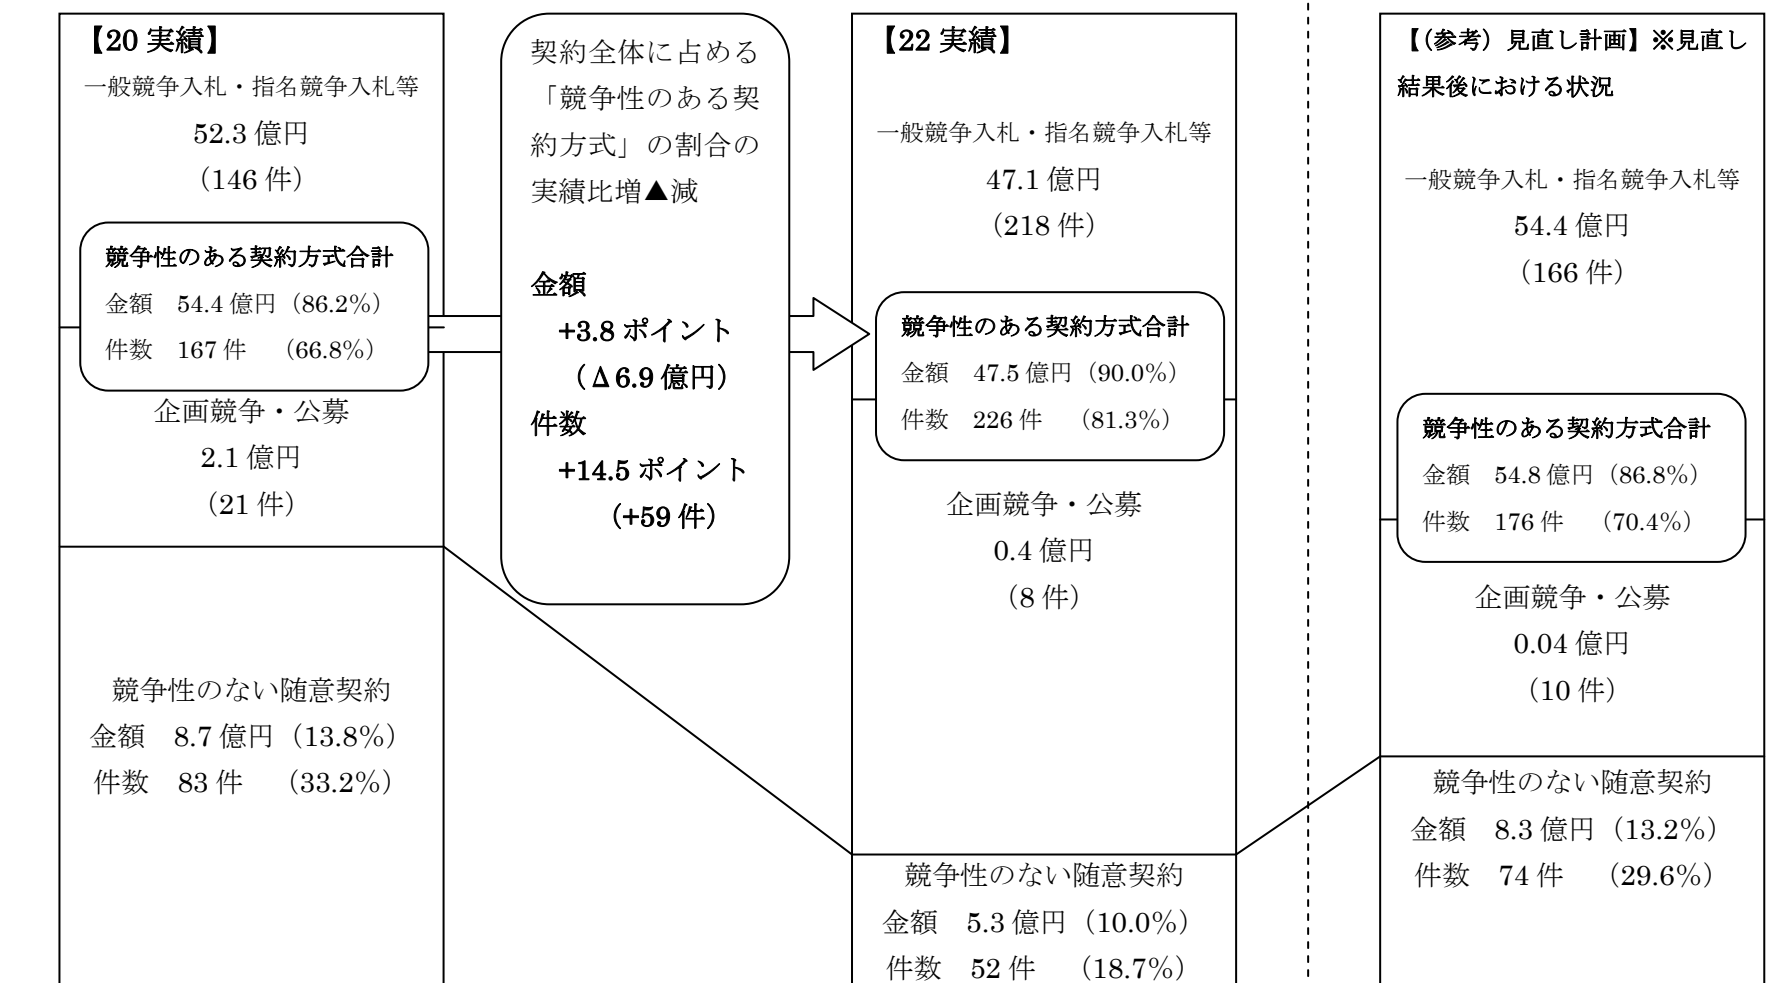 【20 実績】
一般競争入札・指名競争入札等
52.3 億円
（146 件）
競争性のある契約方式合計
金額　54.4 億円（86.2%）
件数　167 件　（66.8%）
企画競争・公募
2.1 億円
（21 件）
競争性のない随意契約
金額　8.7 億円（13.8%）
件数　83 件　（33.2%）
契約全体に占める
「競争性のある契
約方式」の割合の
実績比増▲減
金額
+3.8 ポイント
（Δ6.9 億円）
件数
+14.5 ポイント
（+59 件）
【22 実績】
一般競争入札・指名競争入札等
47.1 億円
（218 件）
競争性のある契約方式合計
金額　47.5 億円（90.0%）
件数　226 件　（81.3%）
企画競争・公募
0.4 億円
（8 件）
競争性のない随意契約
金額　5.3 億円（10.0%）
件数　52 件　（18.7%）
【（参考）見直し計画】※見直し
結果後における状況
一般競争入札・指名競争入札等
54.4 億円
（166 件）
競争性のある契約方式合計
金額　54.8 億円（86.8%）
件数　176 件　（70.4%）
企画競争・公募
0.04 億円
（10 件）
競争性のない随意契約
金額　8.3 億円（13.2%）
件数　74 件　（29.6%）